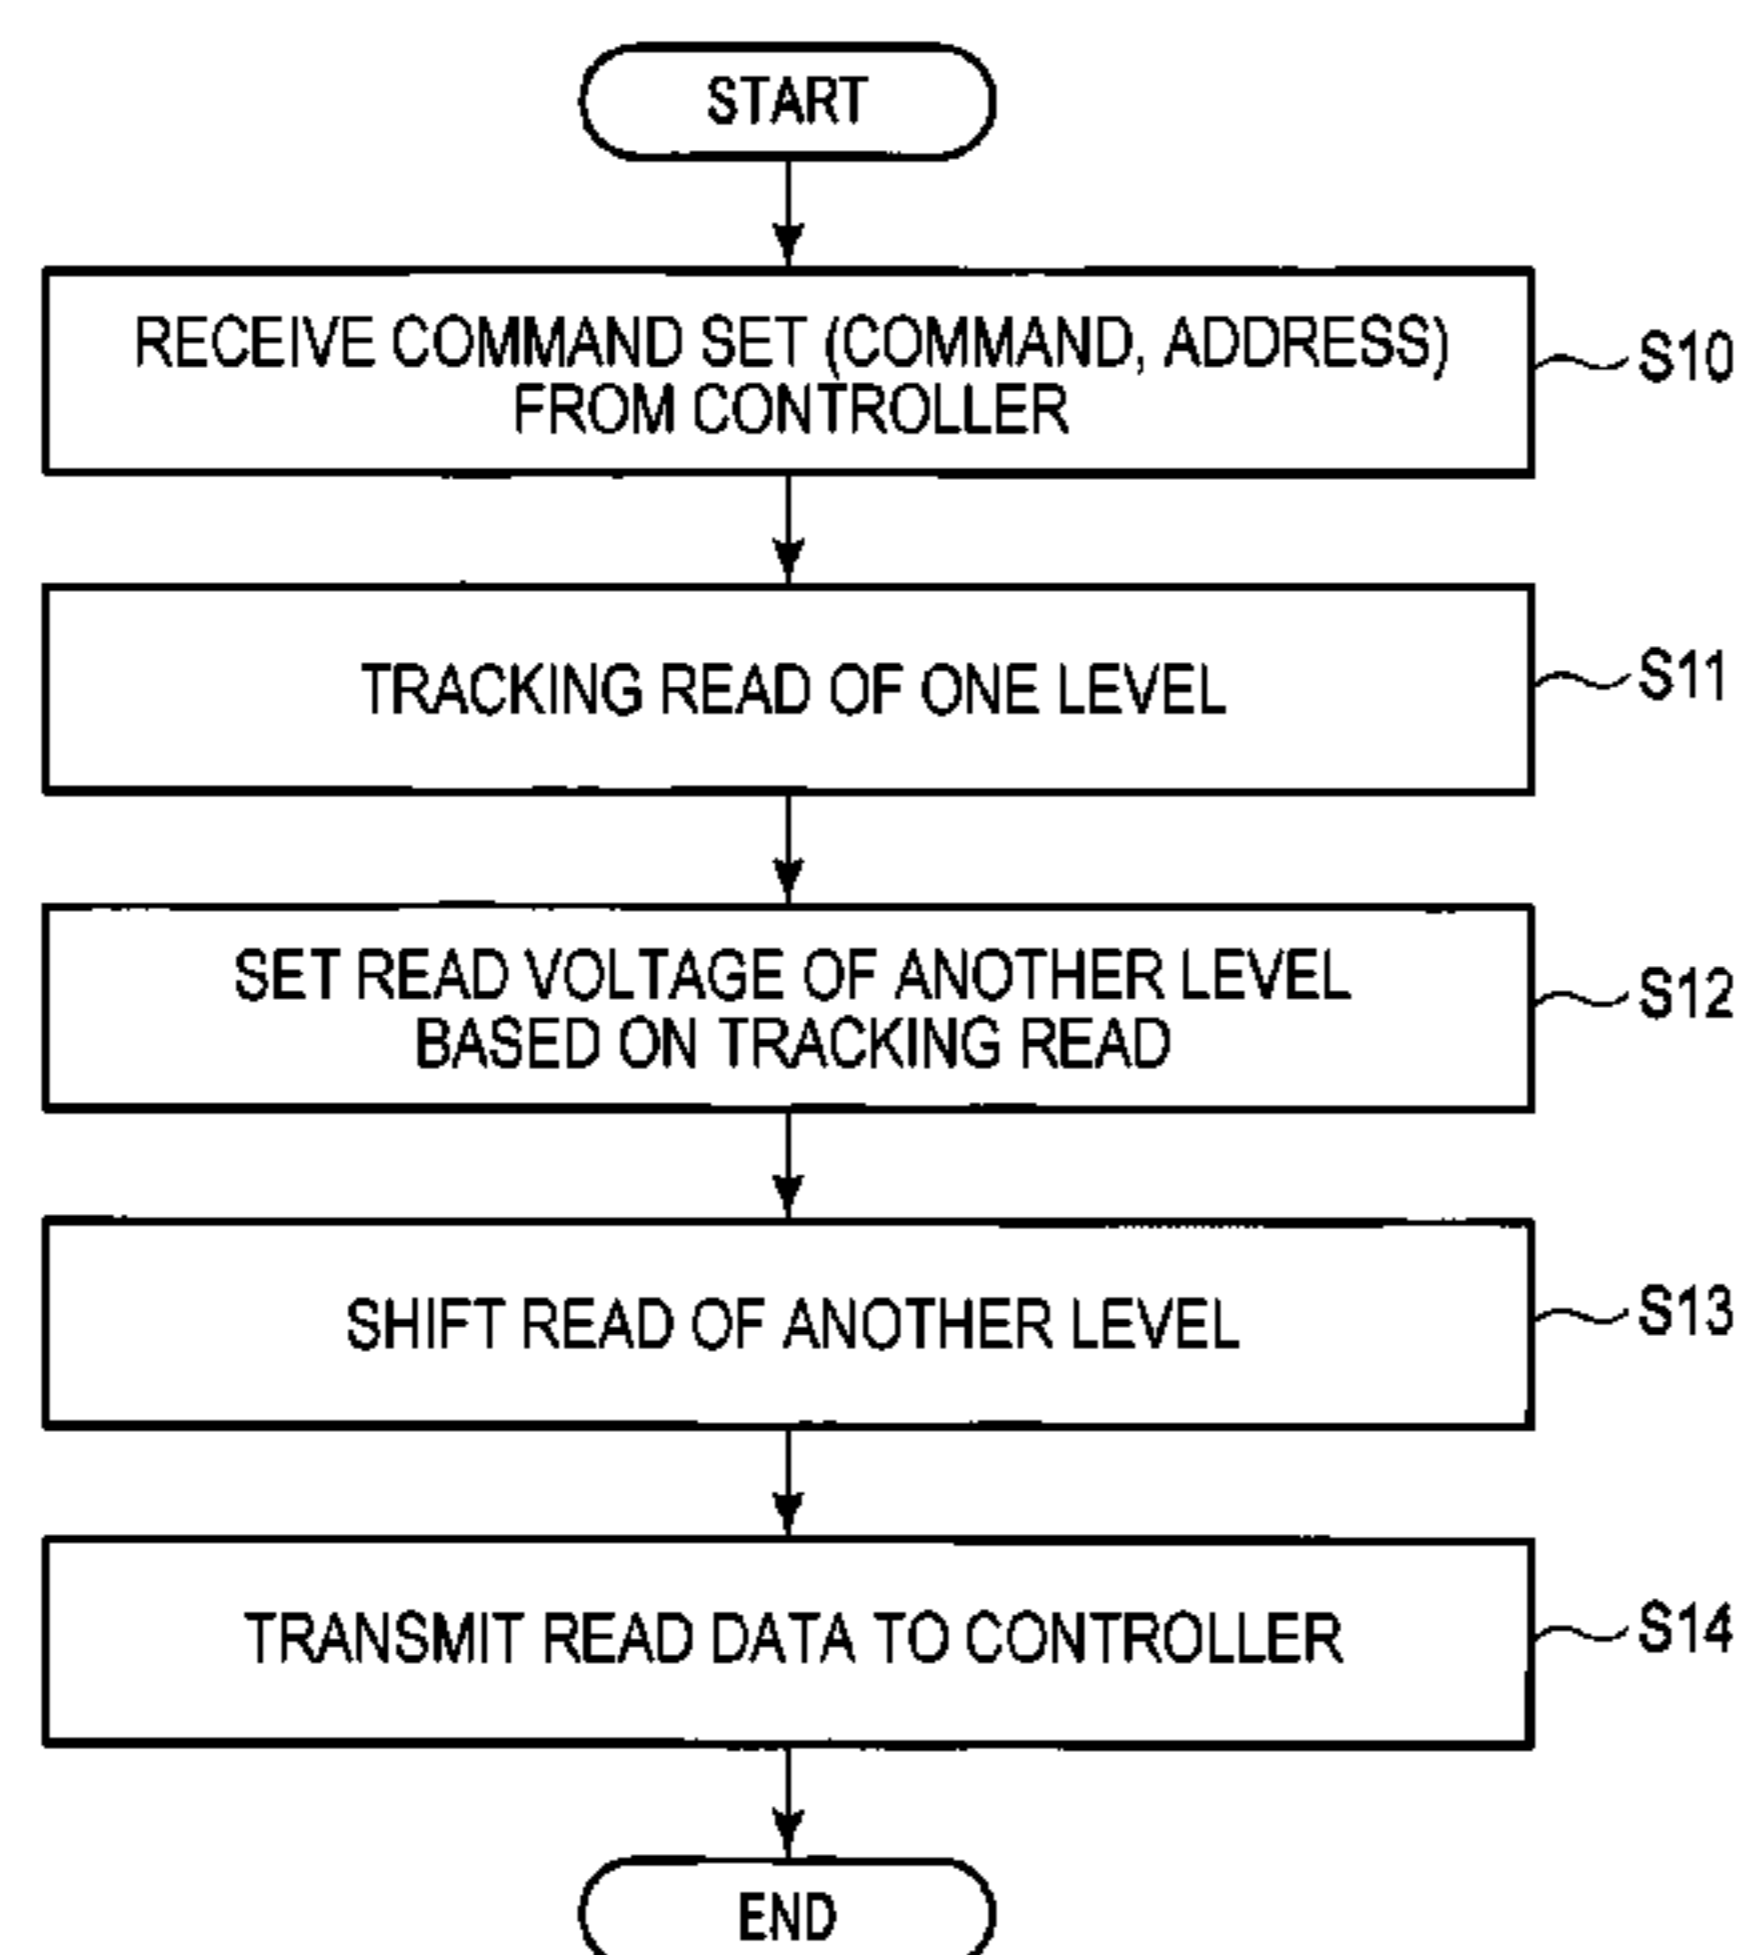 START
RECEIVE COMMAND SET (COMMAND, ADDRESS)
FROM CONTROLLER
S10
TRACKING READ OF ONE LEVEL
S11
SET READ VOLTAGE OF ANOTHER LEVEL
BASED ON TRACKING READ
S12
SHIFT READ OF ANOTHER LEVEL
S13
TRANSMIT READ DATA TO CONTROLLER
S14
END